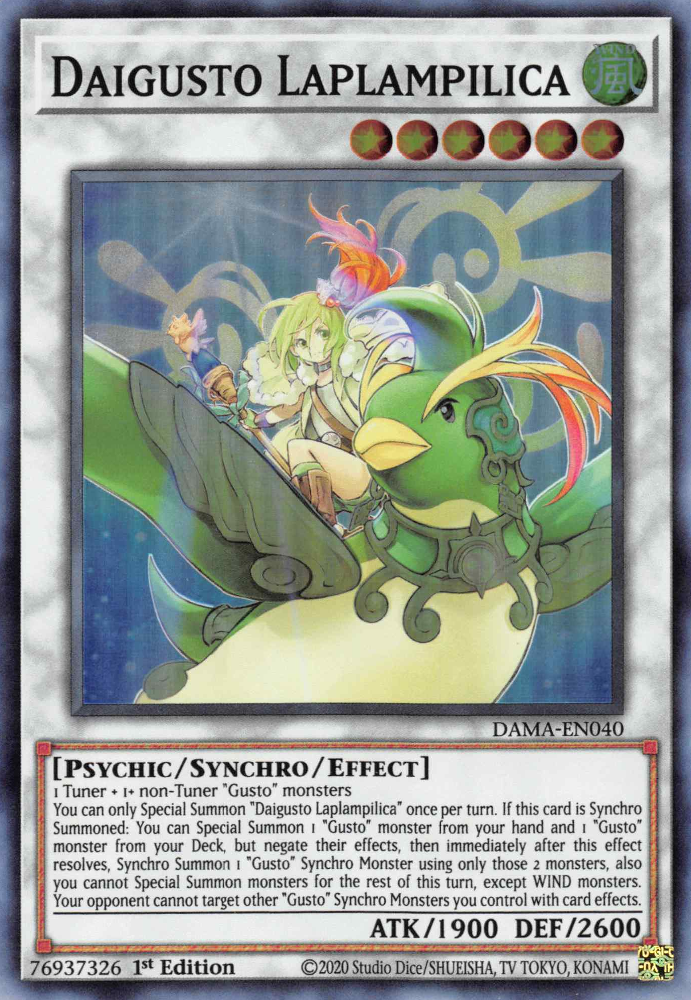 DAIGUSTO LAPLAMPILICA
WIND
風
DAMA-EN040
[PSYCHIC/SYNCHRO/EFFECT]
1 Tuner + 1+ non-Tuner "Gusto" monsters
You can only Special Summon "Daigusto Laplampilica" once per turn. If this card is Synchro
Summoned: You can Special Summon 1 "Gusto" monster from your hand and 1 "Gusto"
monster from your Deck, but negate their effects, then immediately after this effect
resolves, Synchro Summon 1 "Gusto" Synchro Monster using only those 2 monsters, also
you cannot Special Summon monsters for the rest of this turn, except WIND monsters.
Your opponent cannot target other "Gusto" Synchro Monsters you control with card effects.
ATK/1900 DEF/2600
76937326 1st Edition ©2020 Studio Dice/SHUEISHA, TV TOKYO, KONAMI